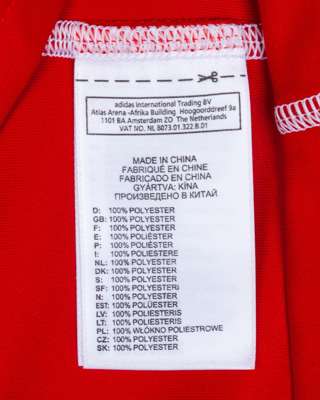 adidas International Trading BV
Atlas Arena -Afrika Building Hoogoorddreef 9a
1101 BA Amsterdam ZO The Netherlands
VAT NO. NL 8073.01.322.B.01
MADE IN CHINA
FABRIQUÉ EN CHINE
FABRICADO EN CHINA
GYÁRTVA: KÍNA
ПРОИЗВЕДЕНО В КИТАЙ
D: 100% POLYESTER
GB: 100% POLYESTER
F: 100% POLYESTER
E: 100% POLIÉSTER
P: 100% POLIÉSTER
I: 100% POLIESTERE
NL: 100% POLYESTER
DK: 100% POLYESTER
S: 100% POLYESTER
SF: 100% POLYESTERI
N: 100% POLYESTER
EST: 100% POLÜESTER
LV: 100% POLIESTERIS
LT: 100% POLIESTERIS
PL: 100% WŁÓKNO POLIESTROWE
CZ: 100% POLYESTER
SK: 100% POLYESTER